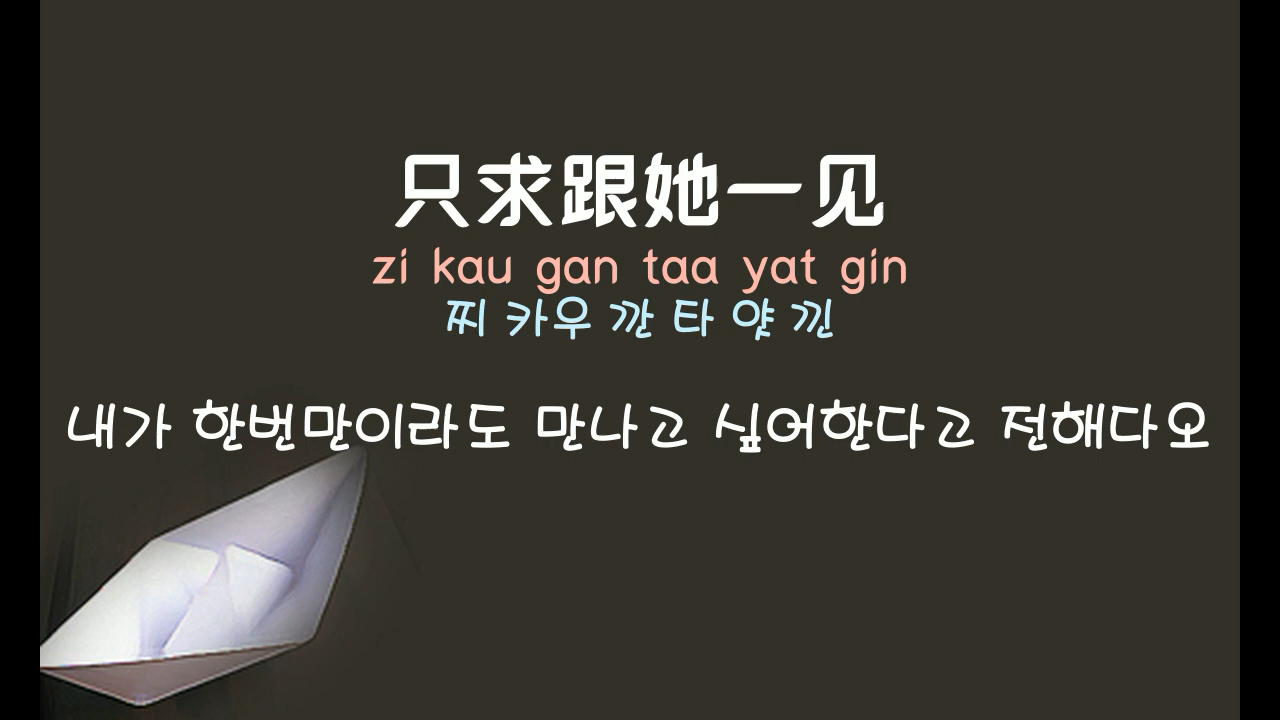 只求跟她一见
zi kau gan taa yat gin
찌 카우 깐 타 얏 낀
내가 한번만이라도 만나고 싶어한다고 전해다오